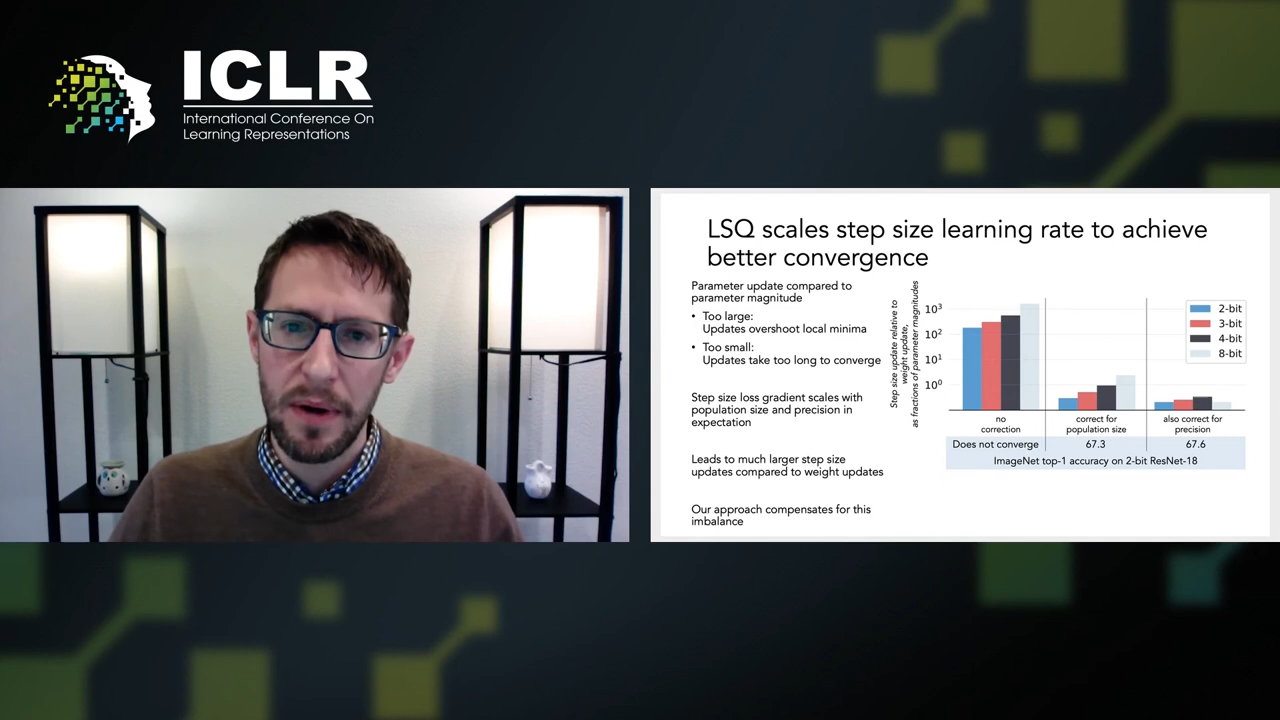 ICLR
International Conference On
Learning Representations
LSQ scales step size learning rate to achieve
better convergence
Parameter update compared to
parameter magnitude
• Too large:
Updates overshoot local minima
• Too small:
Updates take too long to converge
Step size loss gradient scales with
population size and precision in
expectation
Leads to much larger step size
updates compared to weight updates
Our approach compensates for this
imbalance
Step size update relative to
weight update,
as fractions of parameter magnitudes
10³
10²
10¹
10⁰
2-bit
3-bit
4-bit
8-bit
no
correction
correct for
population size
also correct for
precision
Does not converge 67.3 67.6
ImageNet top-1 accuracy on 2-bit ResNet-18